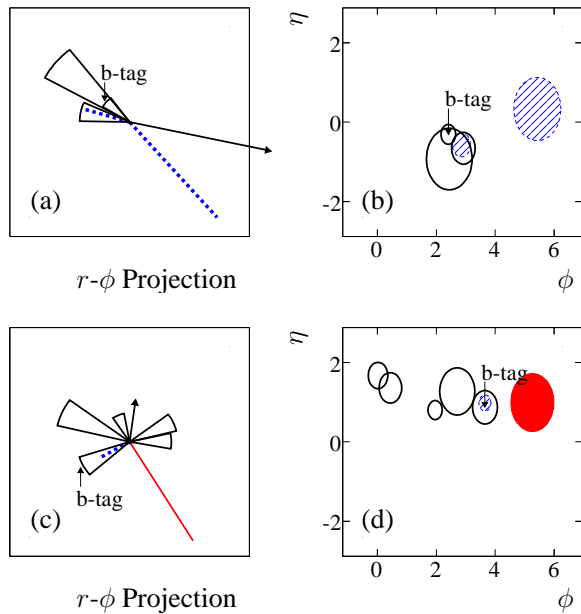 b-tag
(a)
r-ϕ Projection
η
2
0
-2
b-tag
(b)
0 2 4 6 ϕ
b-tag
(c)
r-ϕ Projection
η
2
0
-2
b-tag
(d)
0 2 4 6 ϕ